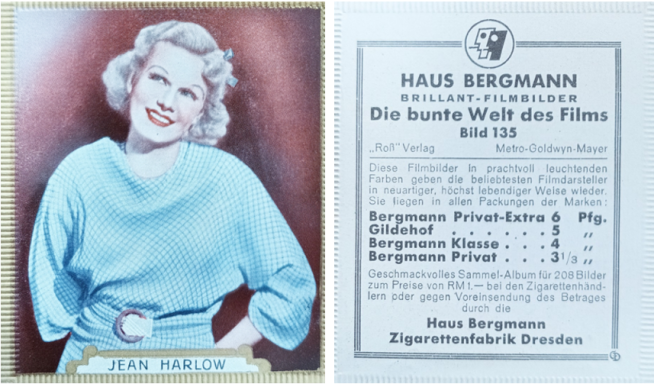 JEAN HARLOW
HAUS BERGMANN
BRILLANT-FILMBILDER
Die bunte Welt des Films
Bild 135
„Roß" Verlag Metro-Goldwyn-Mayer
Diese Filmbilder in prachtvoll leuchtenden
Farben geben die beliebtesten Filmdarsteller
in neuartiger, höchst lebendiger Weise wieder.
Sie liegen in allen Packungen der Marken:
Bergmann Privat-Extra 6 Pfg.
Gildehof . . . . . . 5 „
Bergmann Klasse . . . 4 „
Bergmann Privat . . . 3 1/3 „
Geschmackvolles Sammel-Album für 208 Bilder
zum Preise von RM 1.— bei den Zigarettenhänd-
lern oder gegen Voreinsendung des Betrages
durch die
Haus Bergmann
Zigarettenfabrik Dresden